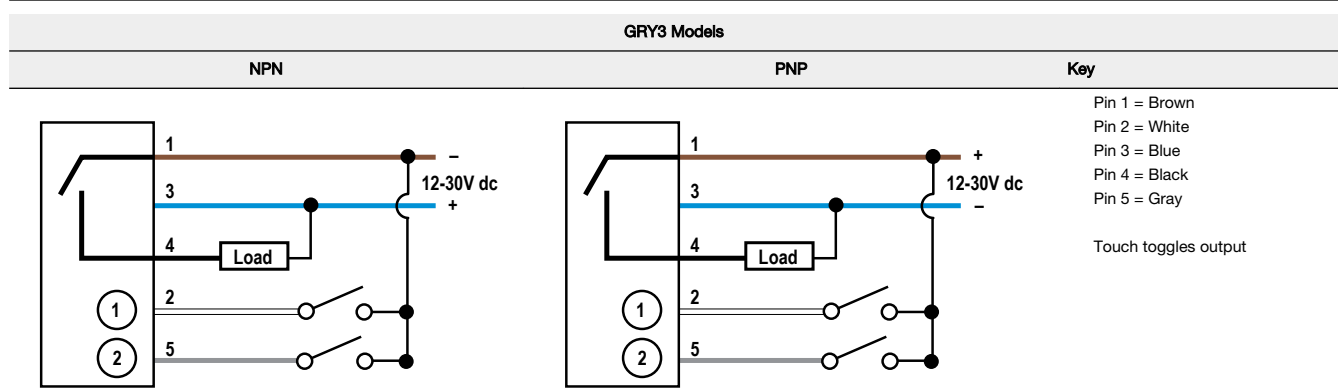 GRY3 Models
NPN
PNP
Key
1
–
12-30V dc
3
+
4
Load
1
2
2
5
1
+
12-30V dc
3
–
4
Load
1
2
2
5
Pin 1 = Brown
Pin 2 = White
Pin 3 = Blue
Pin 4 = Black
Pin 5 = Gray
Touch toggles output